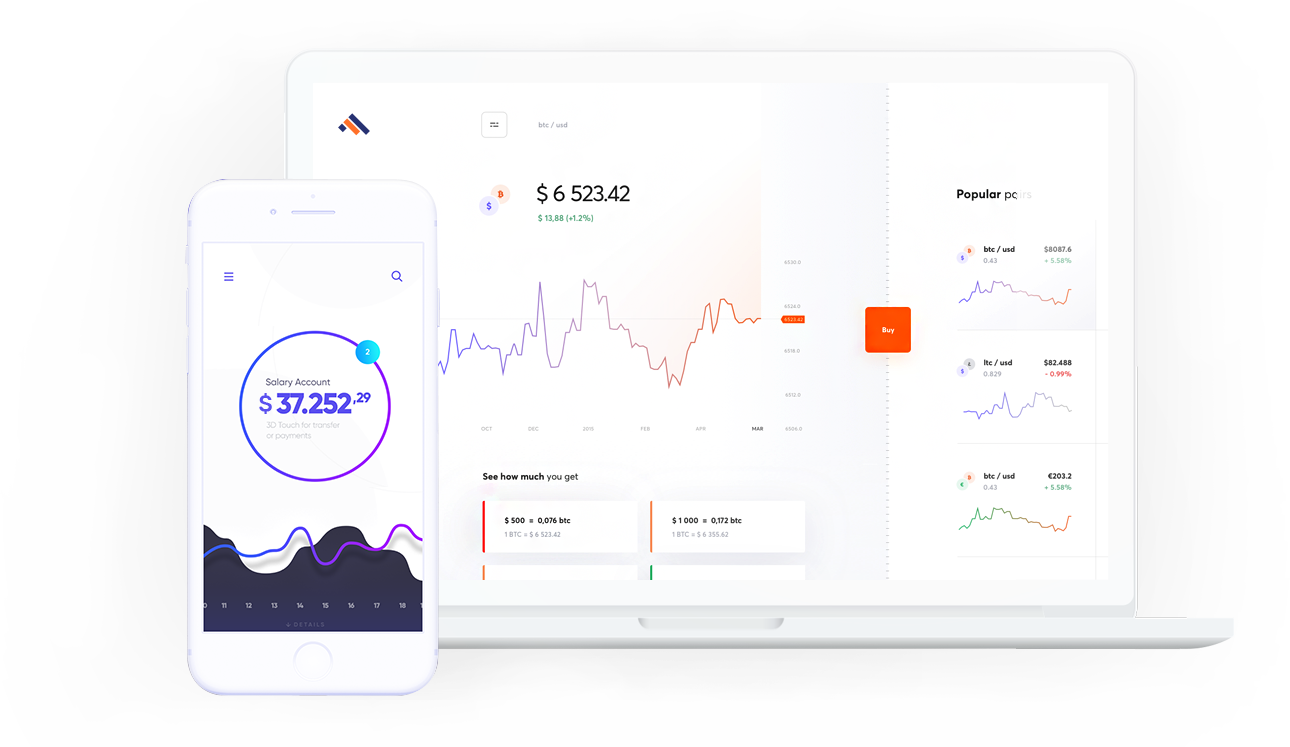 btc / usd
$ 6 523.42
$ 13,88 (+1.2%)
6530.0
6524.0
6523.42
6518.0
6512.0
6506.0
OCT
DEC
2019
FEB
APR
MAR
See how much you get
$ 500 = 0,076 btc
1 BTC = $ 6 523.42
$ 1 000 = 0,172 btc
1 BTC = $ 6 355.62
Buy
Popular pairs
btc / usd
$8087.6
0.43
+ 5.58%
ltc / usd
$82.488
0.829
- 0.99%
btc / usd
€203.2
0.43
+ 5.58%
2
Salary Account
$ 37.252,29
3D Touch for transfer
or payments
0 11 12 13 14 15 16 17 18 1
DETAILS